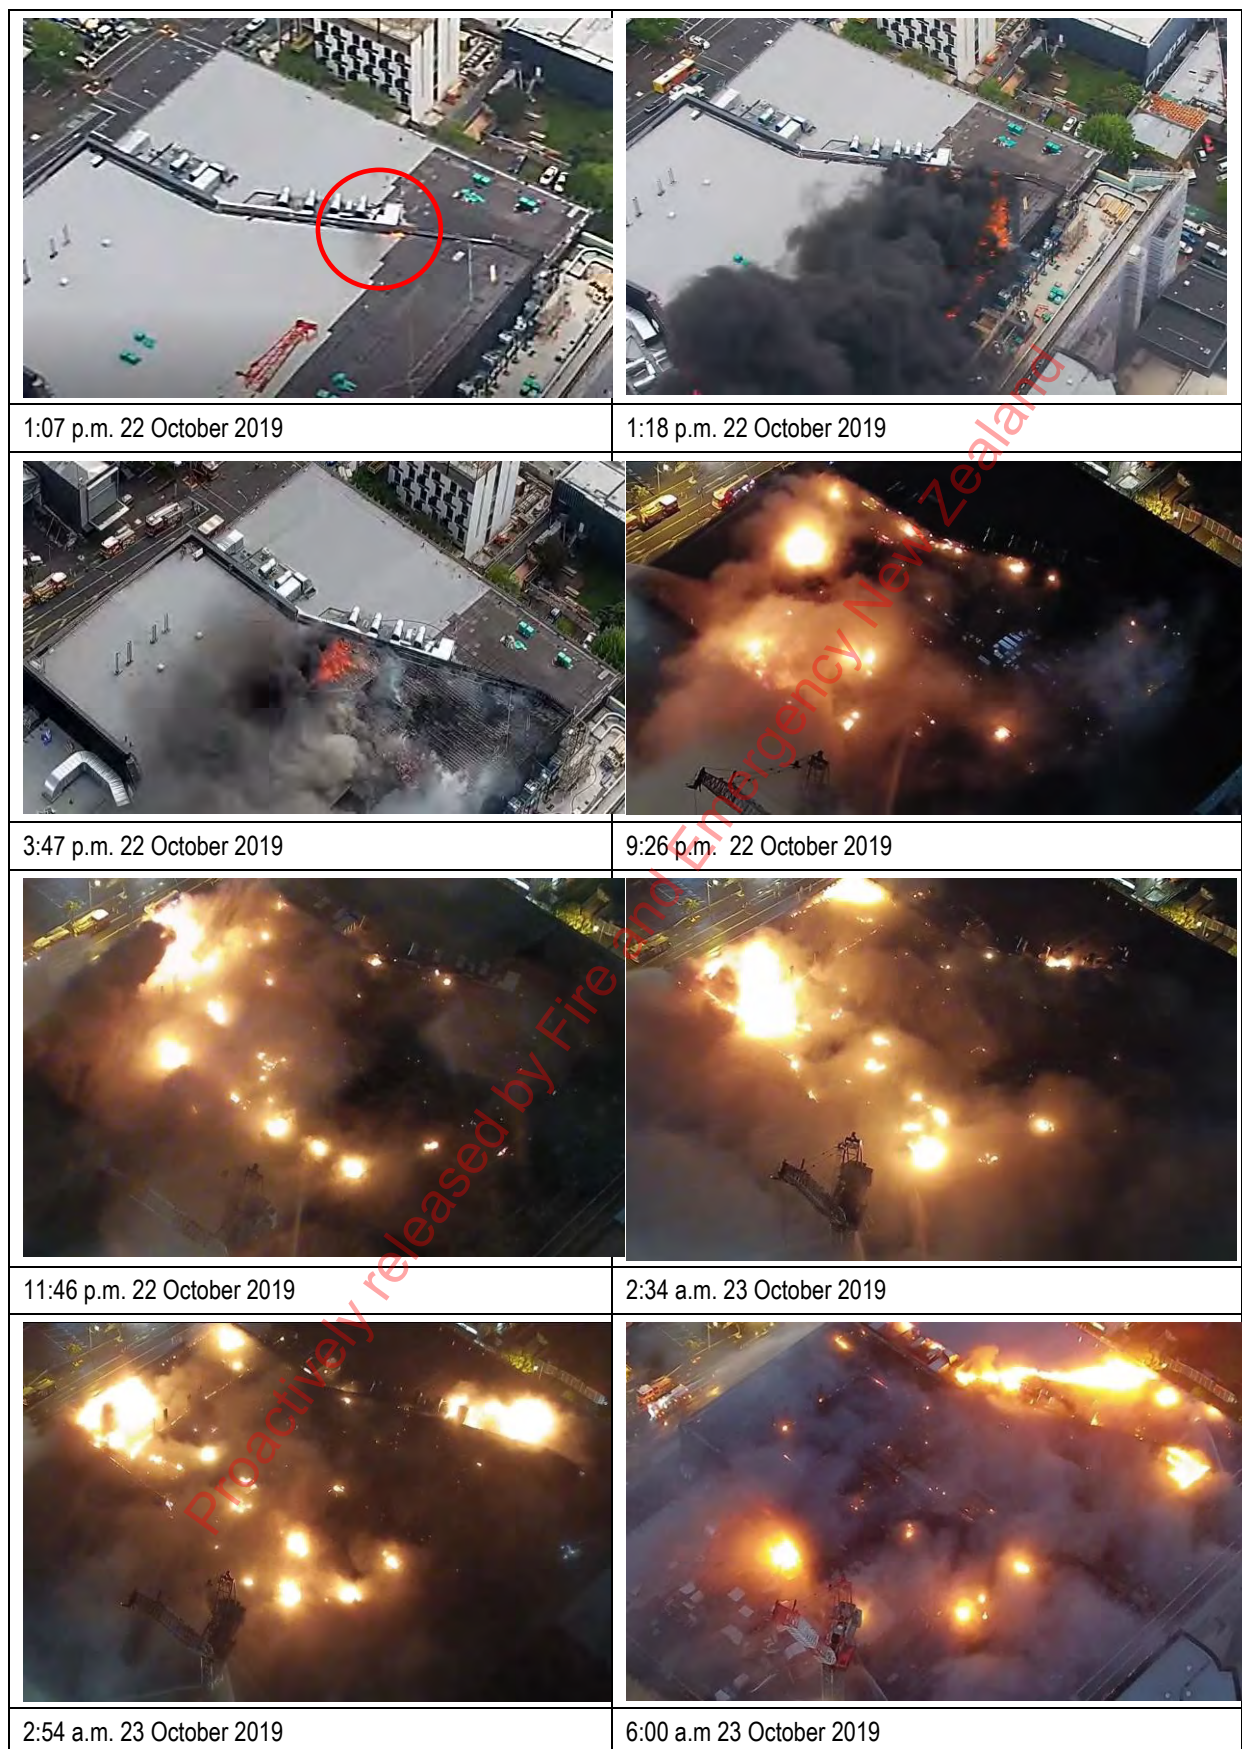 1:07 p.m. 22 October 2019
1:18 p.m. 22 October 2019
3:47 p.m. 22 October 2019
9:26 p.m.  22 October 2019
11:46 p.m. 22 October 2019
2:34 a.m. 23 October 2019
2:54 a.m. 23 October 2019
6:00 a.m 23 October 2019
Proactively released by Fire and Emergency New Zealand